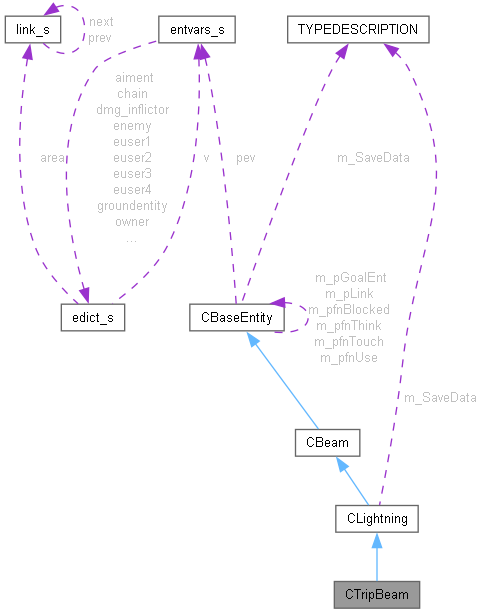 link_s
next
prev
entvars_s
TYPEDESCRIPTION
aiment
chain
dmg_inflictor
enemy
euser1
euser2
euser3
euser4
groundentity
owner
...
area
v
pev
m_SaveData
edict_s
CBaseEntity
m_pGoalEnt
m_pLink
m_pfnBlocked
m_pfnThink
m_pfnTouch
m_pfnUse
m_SaveData
CBeam
CLightning
CTripBeam